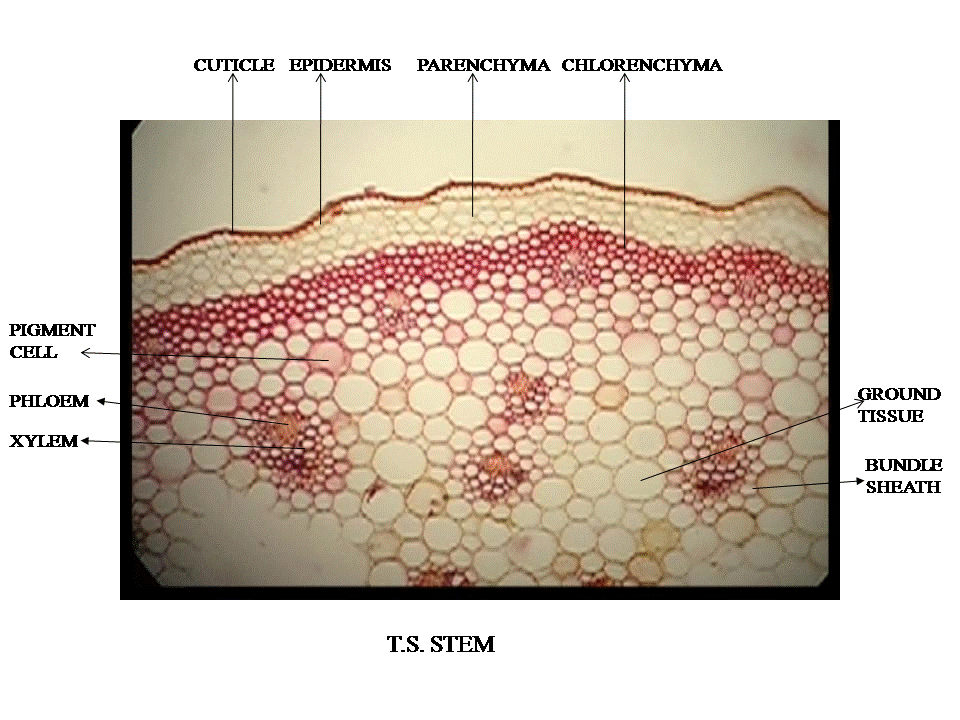 CUTICLE EPIDERMIS PARENCHYMA CHLORENCHYMA
PIGMENT
CELL
PHLOEM
XYLEM
GROUND
TISSUE
BUNDLE
SHEATH
T.S. STEM